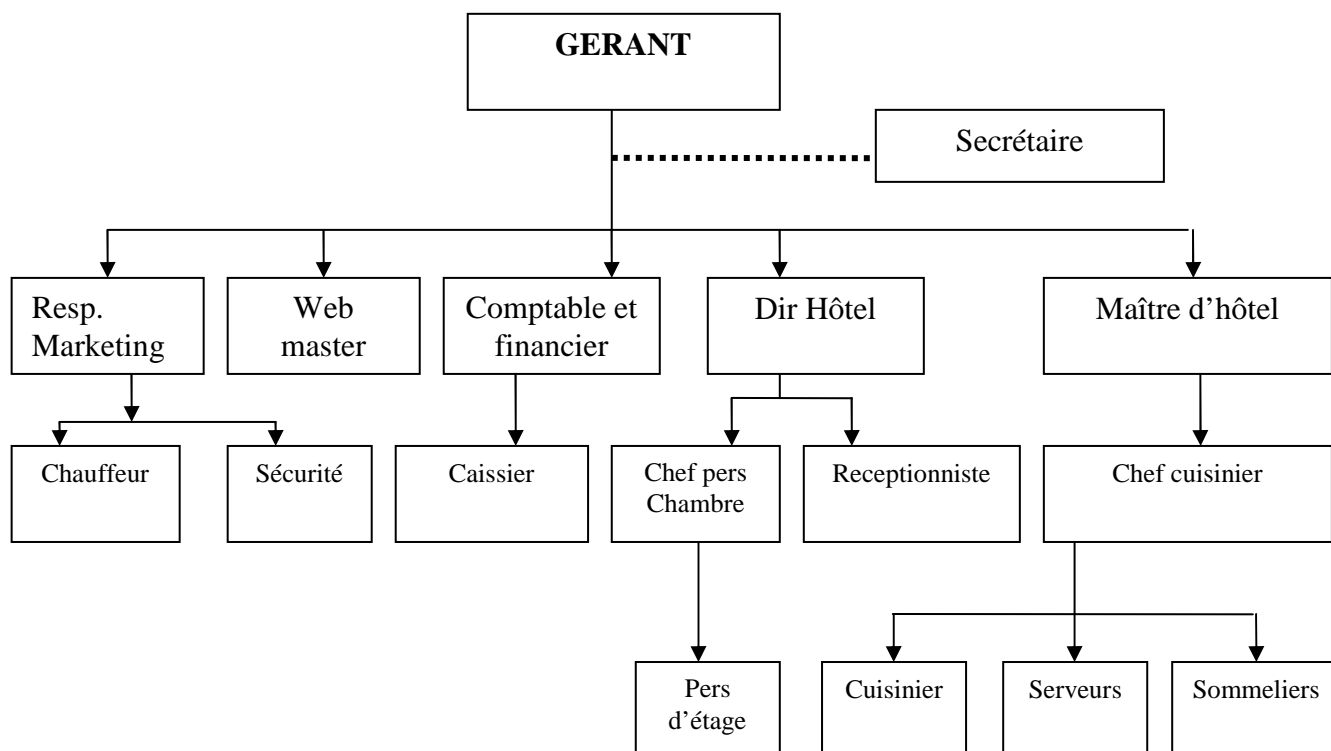 GERANT
Secrétaire
Resp.
Marketing
Web
master
Comptable et
financier
Dir Hôtel
Maître d’hôtel
Chauffeur
Sécurité
Caissier
Chef pers
Chambre
Receptionniste
Chef cuisinier
Pers
d’étage
Cuisinier
Serveurs
Sommeliers